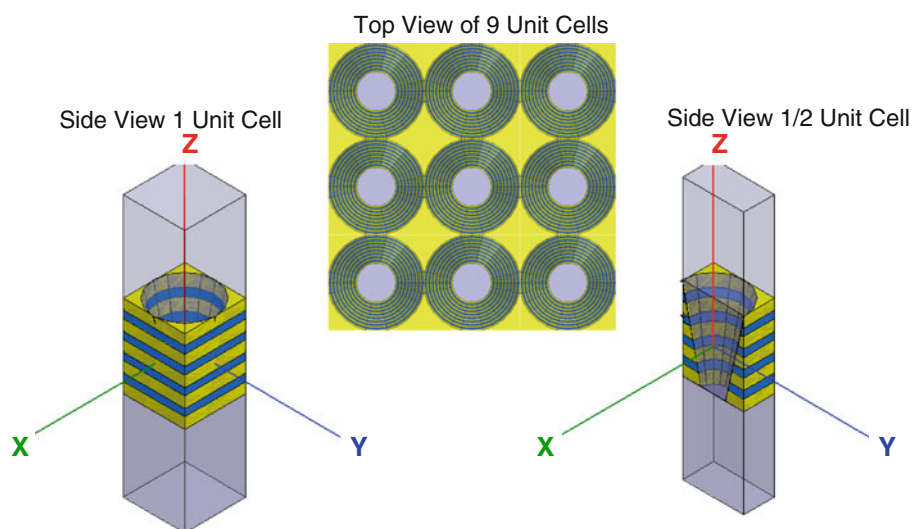 Top View of 9 Unit Cells
Side View 1 Unit Cell
Z
X
Y
Side View 1/2 Unit Cell
Z
X
Y